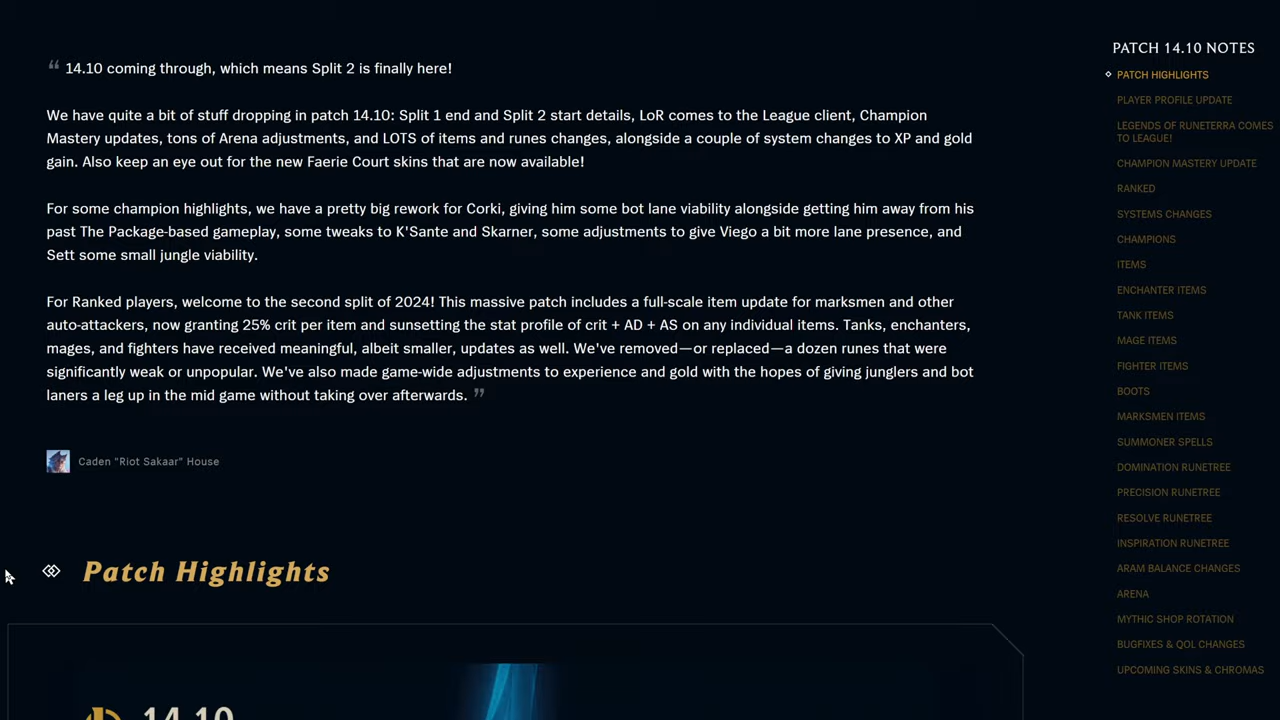 “ 14.10 coming through, which means Split 2 is finally here!
We have quite a bit of stuff dropping in patch 14.10: Split 1 end and Split 2 start details, LoR comes to the League client, Champion
Mastery updates, tons of Arena adjustments, and LOTS of items and runes changes, alongside a couple of system changes to XP and gold
gain. Also keep an eye out for the new Faerie Court skins that are now available!
For some champion highlights, we have a pretty big rework for Corki, giving him some bot lane viability alongside getting him away from his
past The Package-based gameplay, some tweaks to K'Sante and Skarner, some adjustments to give Viego a bit more lane presence, and
Sett some small jungle viability.
For Ranked players, welcome to the second split of 2024! This massive patch includes a full-scale item update for marksmen and other
auto-attackers, now granting 25% crit per item and sunsetting the stat profile of crit + AD + AS on any individual items. Tanks, enchanters,
mages, and fighters have received meaningful, albeit smaller, updates as well. We've removed—or replaced—a dozen runes that were
significantly weak or unpopular. We've also made game-wide adjustments to experience and gold with the hopes of giving junglers and bot
laners a leg up in the mid game without taking over afterwards. ”
Caden "Riot Sakaar" House
Patch Highlights
14.10
PATCH 14.10 NOTES
PATCH HIGHLIGHTS
PLAYER PROFILE UPDATE
LEGENDS OF RUNETERRA COMES
TO LEAGUE!
CHAMPION MASTERY UPDATE
RANKED
SYSTEMS CHANGES
CHAMPIONS
ITEMS
ENCHANTER ITEMS
TANK ITEMS
MAGE ITEMS
FIGHTER ITEMS
BOOTS
MARKSMEN ITEMS
SUMMONER SPELLS
DOMINATION RUNETREE
PRECISION RUNETREE
RESOLVE RUNETREE
INSPIRATION RUNETREE
ARAM BALANCE CHANGES
ARENA
MYTHIC SHOP ROTATION
BUGFIXES & QOL CHANGES
UPCOMING SKINS & CHROMAS